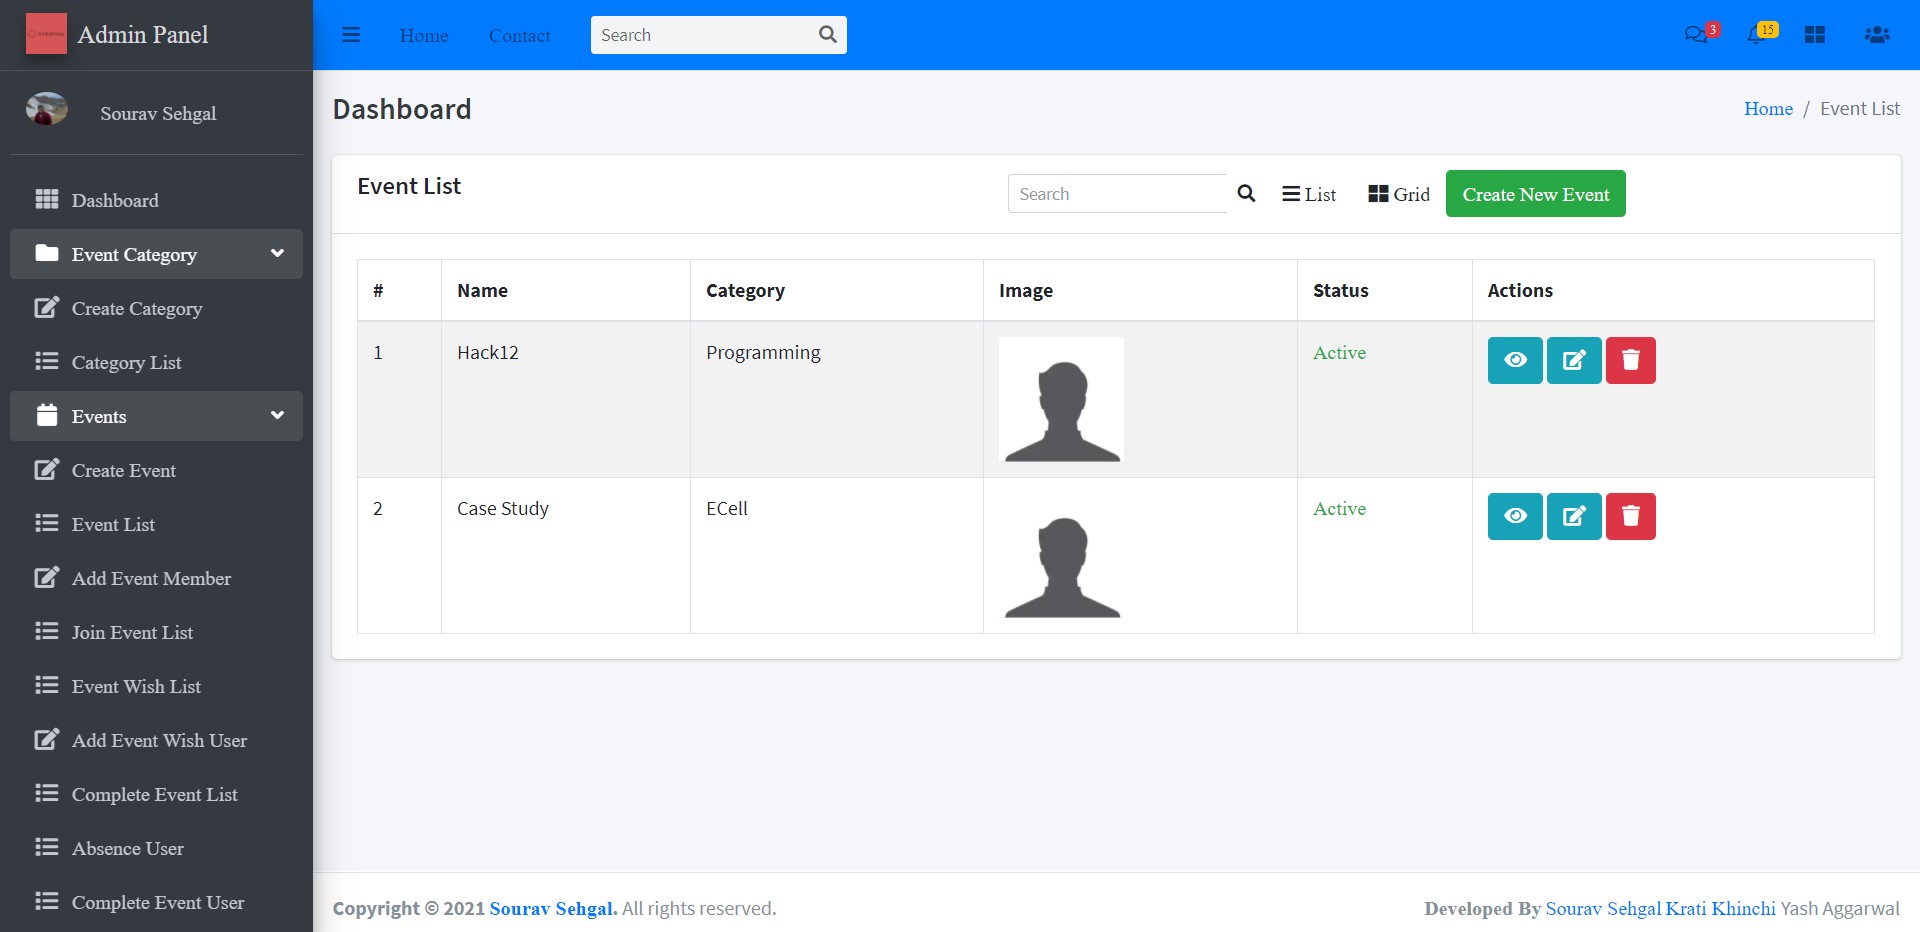 Admin Panel
Home
Contact
Search
3
15
Sourav Sehgal
Dashboard
Event Category
Create Category
Category List
Events
Create Event
Event List
Add Event Member
Join Event List
Event Wish List
Add Event Wish User
Complete Event List
Absence User
Complete Event User
Dashboard
Home / Event List
Event List
Search
List
Grid
Create New Event
# Name Category Image Status Actions
1 Hack12 Programming Active
2 Case Study ECell Active
Copyright © 2021 Sourav Sehgal. All rights reserved.
Developed By Sourav Sehgal Krati Khinchi Yash Aggarwal